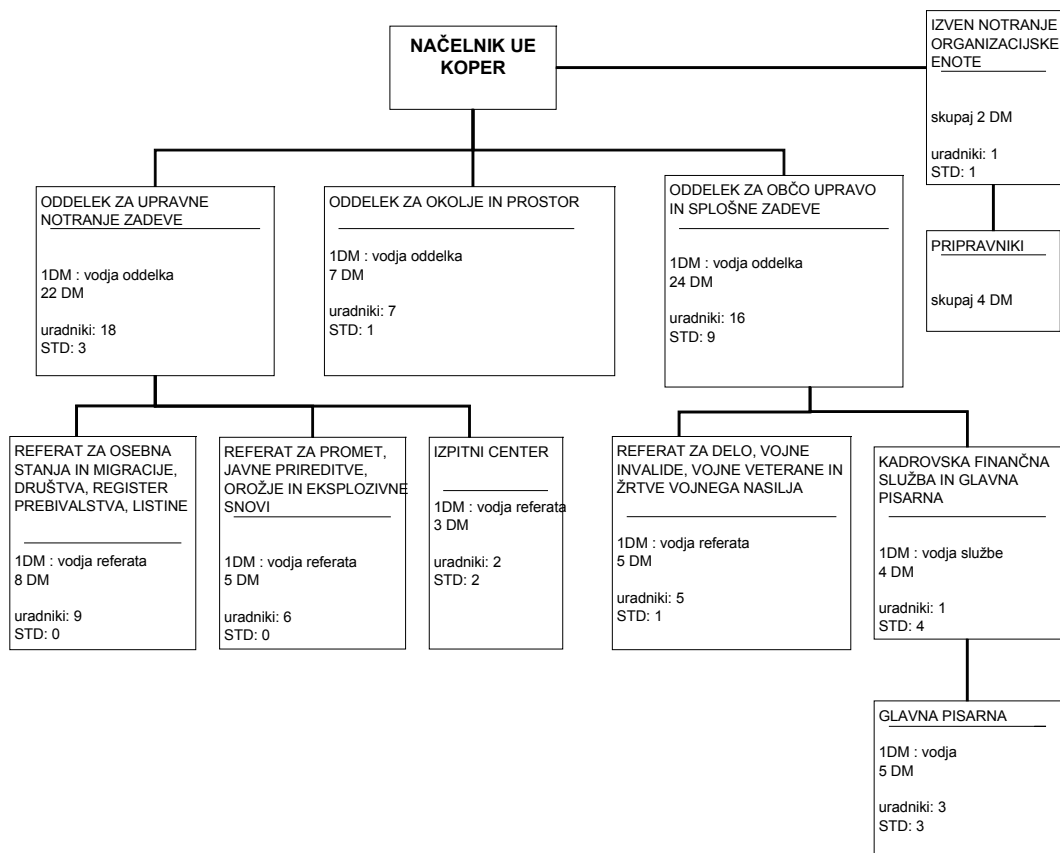 NAČELNIK UE
KOPER
IZVEN NOTRANJE
ORGANIZACIJSKE
ENOTE
skupaj 2 DM
uradniki: 1
STD: 1
PRIPRAVNIKI
skupaj 4 DM
ODDELEK ZA UPRAVNE
NOTRANJE ZADEVE
1DM : vodja oddelka
22 DM
uradniki: 18
STD: 3
ODDELEK ZA OKOLJE IN PROSTOR
1DM : vodja oddelka
7 DM
uradniki: 7
STD: 1
ODDELEK ZA OBČO UPRAVO
IN SPLOŠNE ZADEVE
1DM : vodja oddelka
24 DM
uradniki: 16
STD: 9
REFERAT ZA OSEBNA
STANJA IN MIGRACIJE,
DRUŠTVA, REGISTER
PREBIVALSTVA, LISTINE
1DM : vodja referata
8 DM
uradniki: 9
STD: 0
REFERAT ZA PROMET,
JAVNE PRIREDITVE,
OROŽJE IN EKSPLOZIVNE
SNOVI
1DM : vodja referata
5 DM
uradniki: 6
STD: 0
IZPITNI CENTER
1DM : vodja referata
3 DM
uradniki: 2
STD: 2
REFERAT ZA DELO, VOJNE
INVALIDE, VOJNE VETERANE IN
ŽRTVE VOJNEGA NASILJA
1DM : vodja referata
5 DM
uradniki: 5
STD: 1
KADROVSKA FINANČNA
SLUŽBA IN GLAVNA
PISARNA
1DM : vodja službe
4 DM
uradniki: 1
STD: 4
GLAVNA PISARNA
1DM : vodja
5 DM
uradniki: 3
STD: 3